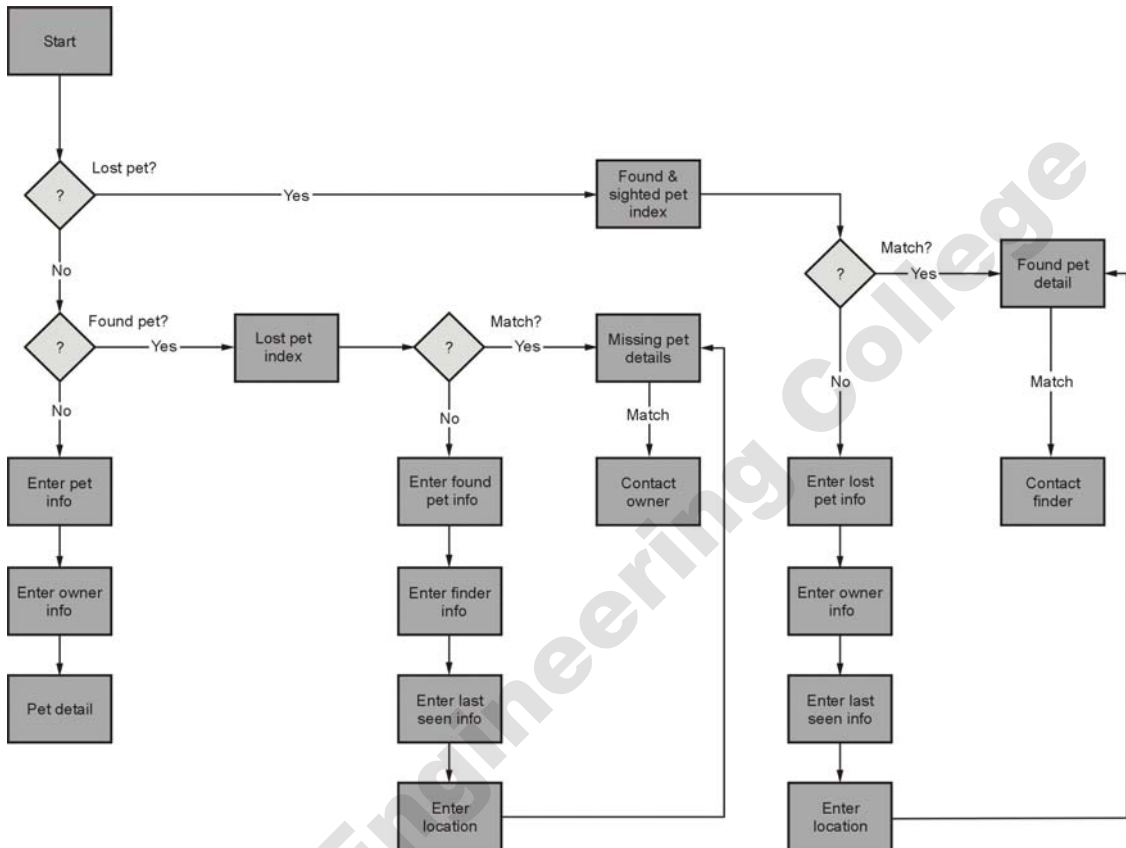 Start
Lost pet?
?
Yes
Found &
sighted pet
index
No
Match?
?
Yes
Found pet
detail
Found pet?
?
Yes
Lost pet
index
Match?
?
Yes
Missing pet
details
No
No
No
Match
Match
Enter pet
info
Enter found
pet info
Contact
owner
Enter lost
pet info
Contact
finder
Enter owner
info
Enter finder
info
Enter owner
info
Pet detail
Enter last
seen info
Enter last
seen info
Enter
location
Enter
location
Engineering College